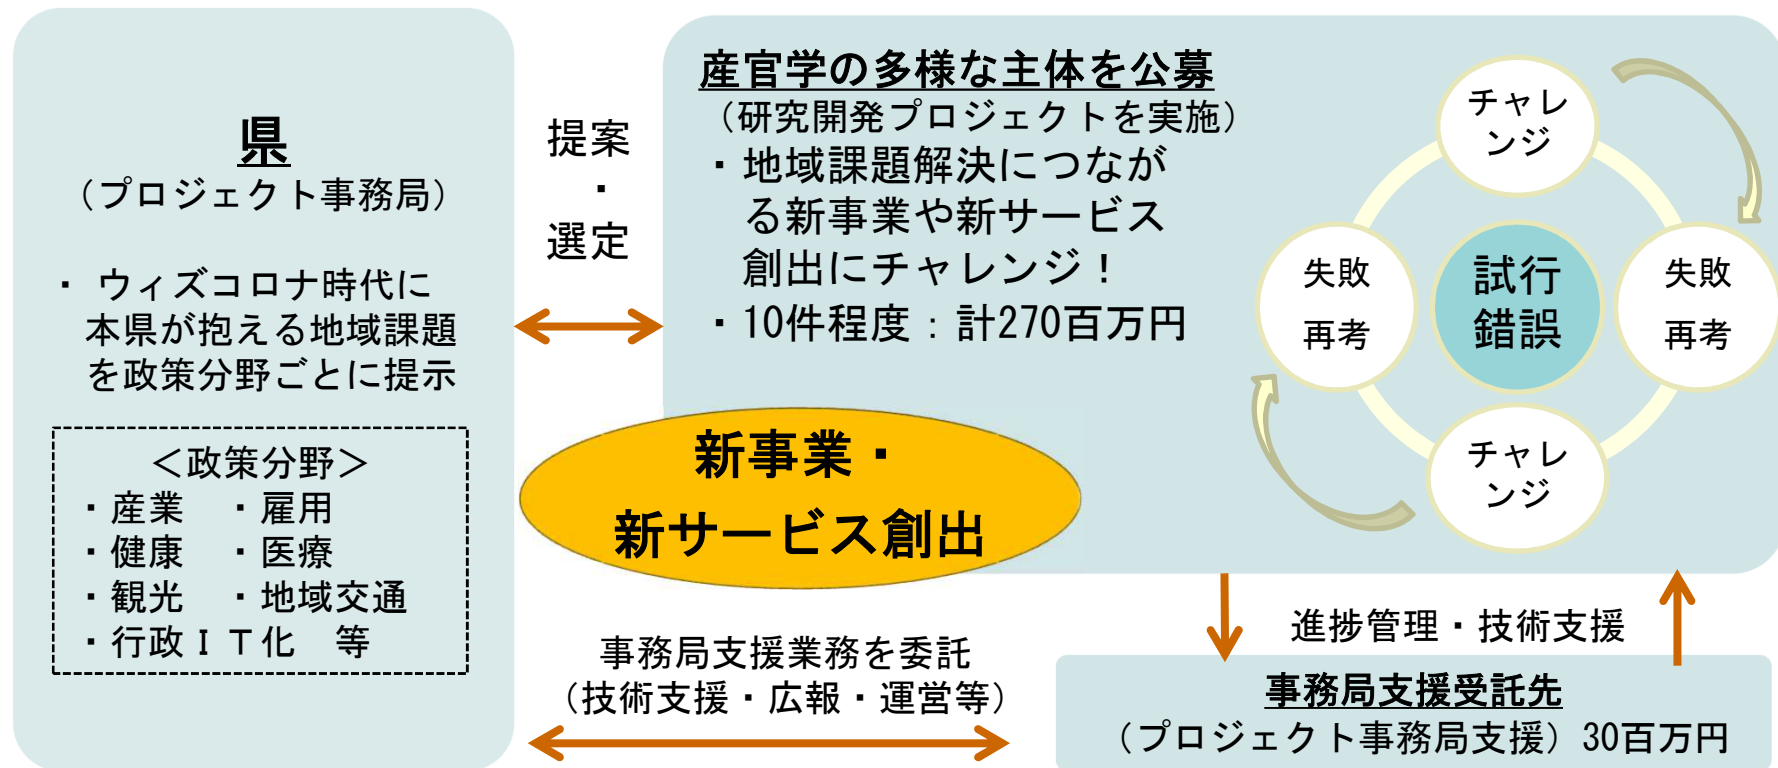 県
（プロジェクト事務局）
・ ウィズコロナ時代に
本県が抱える地域課題
を政策分野ごとに提示
＜政策分野＞
・産業　・雇用
・健康　・医療
・観光　・地域交通
・行政ＩＴ化　等
提案
・
選定
産官学の多様な主体を公募
（研究開発プロジェクトを実施）
・地域課題解決につなが
る新事業や新サービス
創出にチャレンジ！
・10件程度：計270百万円
チャレ
ンジ
失敗
再考
試行
錯誤
失敗
再考
チャレ
ンジ
新事業・
新サービス創出
進捗管理・技術支援
事務局支援業務を委託
（技術支援・広報・運営等）
事務局支援受託先
（プロジェクト事務局支援）30百万円